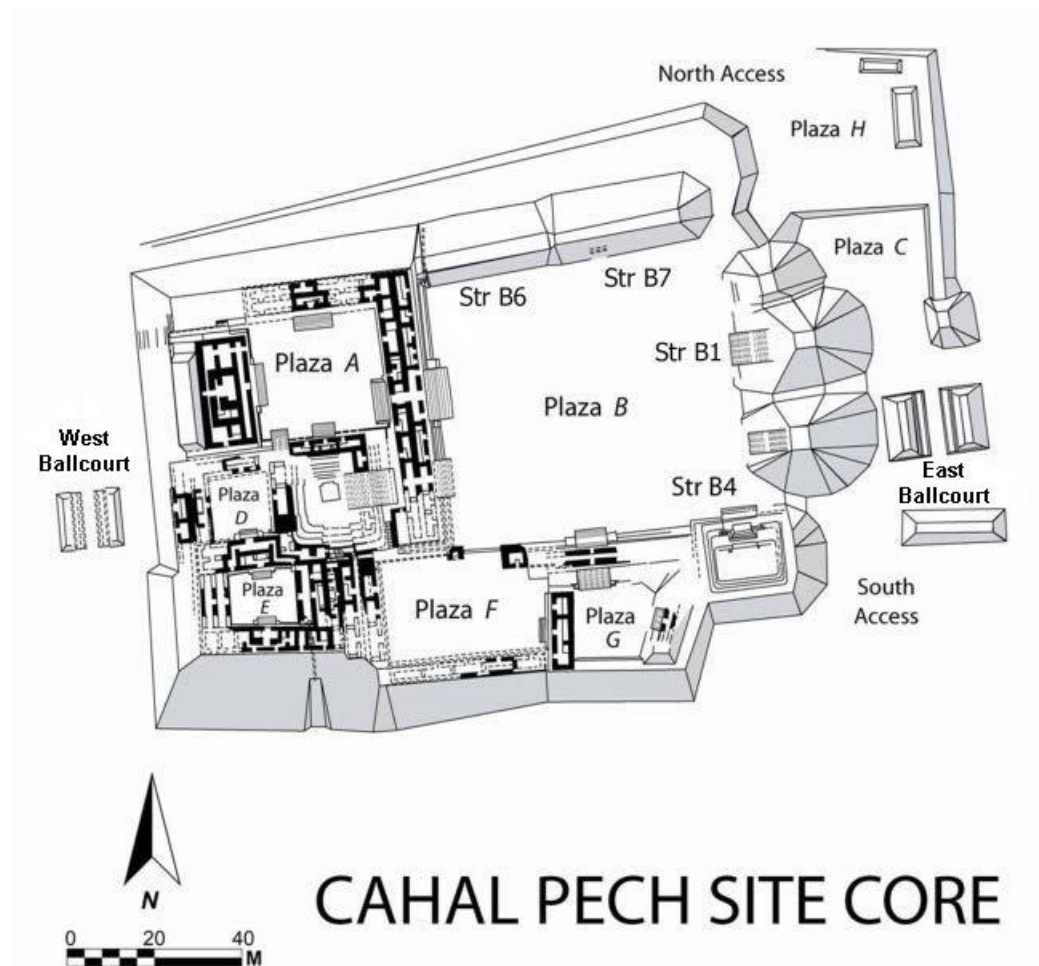 North Access
Plaza H
Plaza C
Str B7
Str B6
Str B1
Plaza A
Plaza B
West
Ballcourt
East
Ballcourt
Str B4
Plaza
D
Plaza
E
Plaza F
Plaza
G
South
Access
N
CAHAL PECH SITE CORE
0 20 40
M